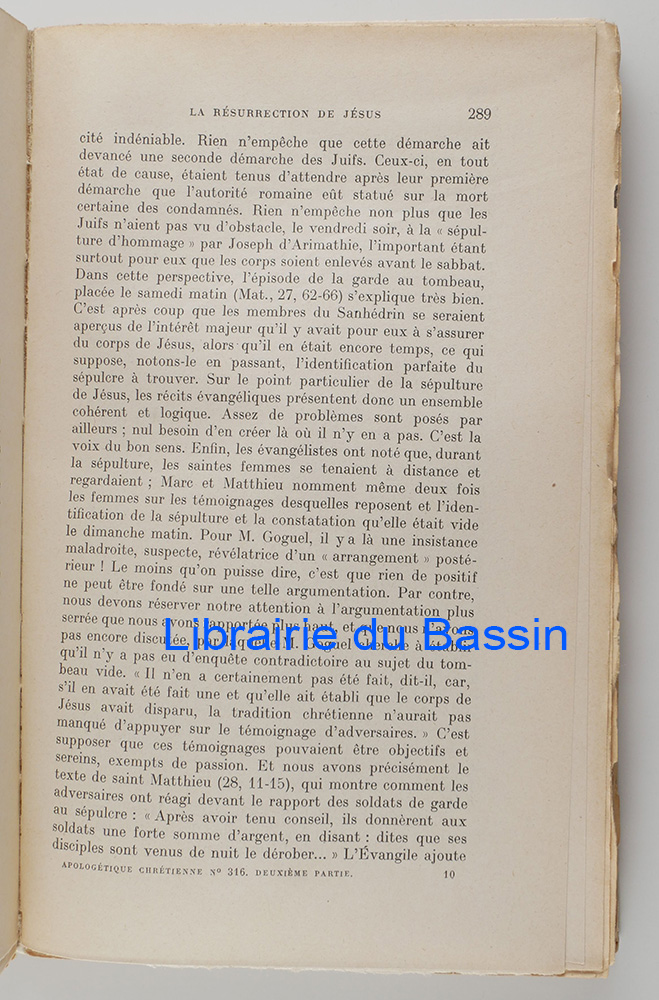 LA RÉSURRECTION DE JÉSUS 289
cité indéniable. Rien n'empêche que cette démarche ait
devancé une seconde démarche des Juifs. Ceux-ci, en tout
état de cause, étaient tenus d'attendre après leur première
démarche que l'autorité romaine eût statué sur la mort
certaine des condamnés. Rien n'empêche non plus que les
Juifs n'aient pas vu d'obstacle, le vendredi soir, à la « sépul-
ture d'hommage » par Joseph d'Arimathie, l'important étant
surtout pour eux que les corps soient enlevés avant le sabbat.
Dans cette perspective, l'épisode de la garde au tombeau,
placée le samedi matin (Mat., 27, 62-66) s'explique très bien.
C'est après coup que les membres du Sanhédrin se seraient
aperçus de l'intérêt majeur qu'il y avait pour eux à s'assurer
du corps de Jésus, alors qu'il en était encore temps, ce qui
suppose, notons-le en passant, l'identification parfaite du
sépulcre à trouver. Sur le point particulier de la sépulture
de Jésus, les récits évangéliques présentent donc un ensemble
cohérent et logique. Assez de problèmes sont posés par
ailleurs ; nul besoin d'en créer là où il n'y en a pas. C'est la
voix du bon sens. Enfin, les évangélistes ont noté que, durant
la sépulture, les saintes femmes se tenaient à distance et
regardaient ; Marc et Matthieu nomment même deux fois
les femmes sur les témoignages desquelles reposent et l'iden-
tification de la sépulture et la constatation qu'elle était vide
le dimanche matin. Pour M. Goguel, il y a là une insistance
maladroite, suspecte, révélatrice d'un « arrangement » posté-
rieur ! Le moins qu'on puisse dire, c'est que rien de positif
ne peut être fondé sur une telle argumentation. Par contre,
nous devons réserver notre attention à l'argumentation plus
serrée que nous avons rapportée plus haut, et que nous
Librairie du Bassin
pas encore discutée, par laquelle M. Goguel cherche à établir
qu'il n'y a pas eu d'enquête contradictoire au sujet du tom-
beau vide. « Il n'en a certainement pas été fait, dit-il, car,
s'il en avait été fait une et qu'elle ait établi que le corps de
Jésus avait disparu, la tradition chrétienne n'aurait pas
manqué d'appuyer sur le témoignage d'adversaires. » C'est
supposer que ces témoignages pouvaient être objectifs et
sereins, exempts de passion. Et nous avons précisément le
texte de saint Matthieu (28, 11-15), qui montre comment les
adversaires ont réagi devant le rapport des soldats de garde
au sépulcre : « Après avoir tenu conseil, ils donnèrent aux
soldats une forte somme d'argent, en disant : dites que ses
disciples sont venus de nuit le dérober... » L'Évangile ajoute
APOLOGÉTIQUE CHRÉTIENNE Nº 316. DEUXIÈME PARTIE. 10